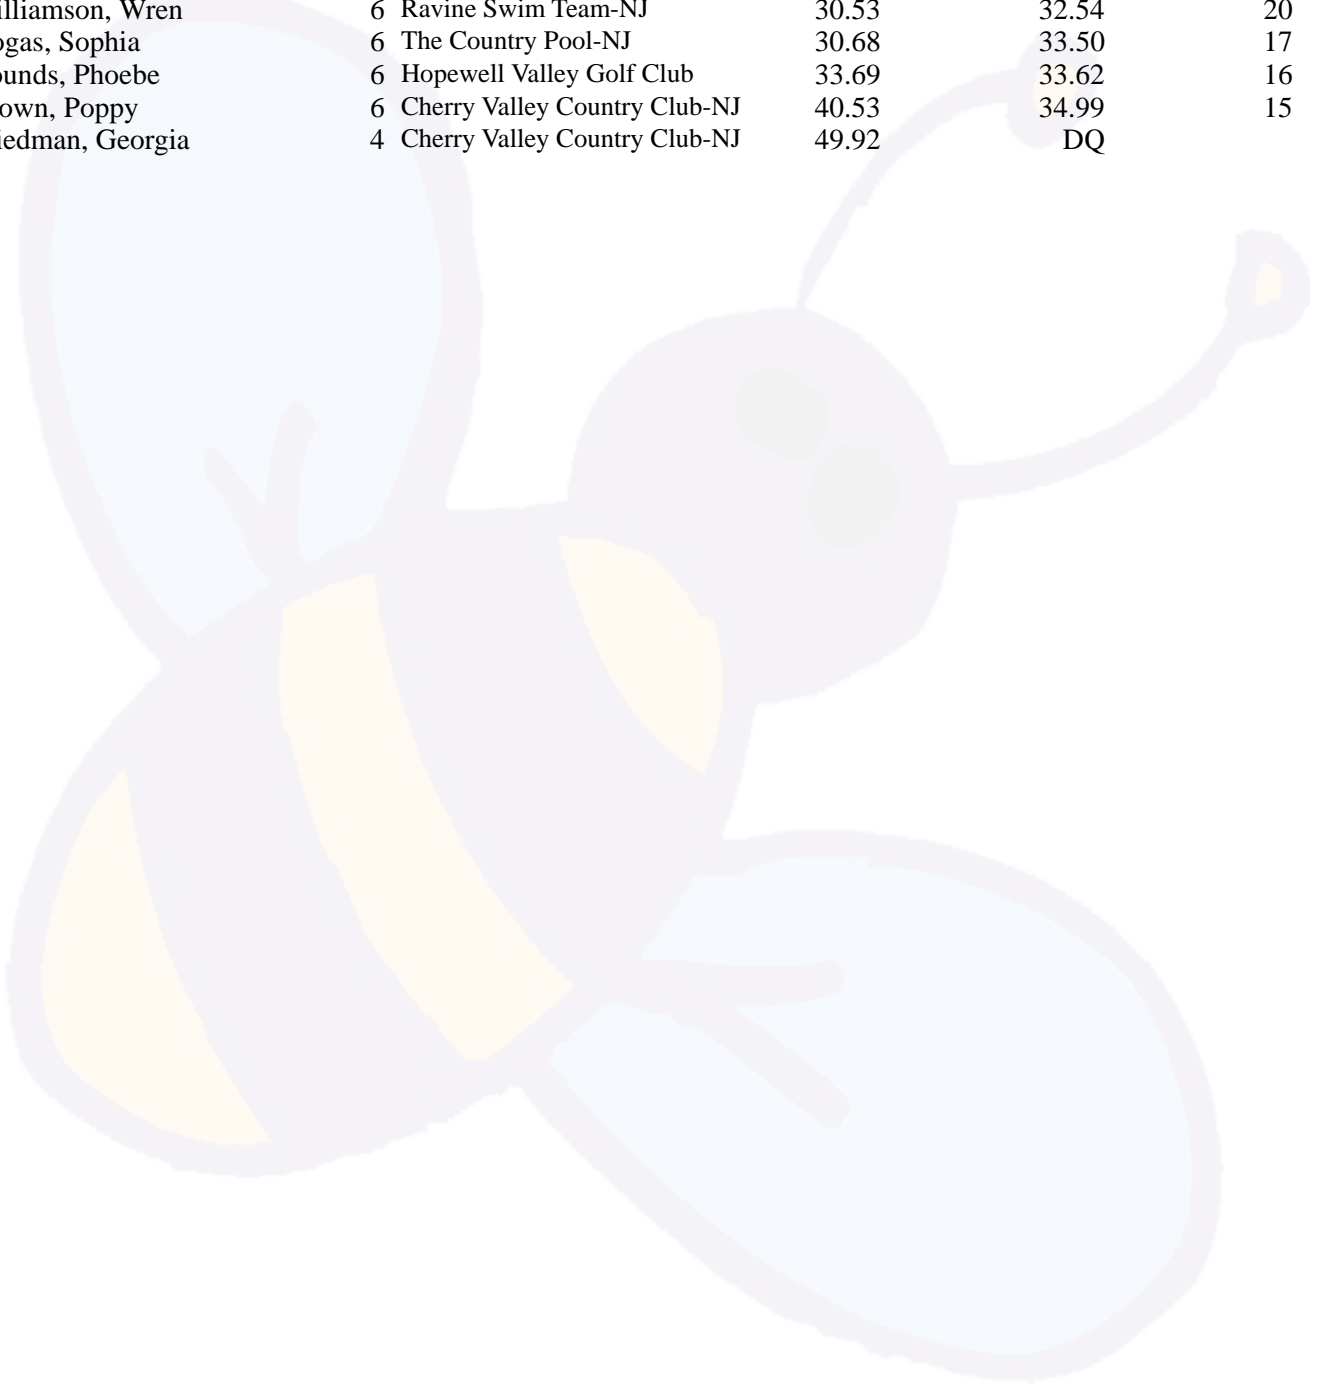 illiamson, Wren 6 Ravine Swim Team-NJ 30.53 32.54 20
ogas, Sophia 6 The Country Pool-NJ 30.68 33.50 17
ounds, Phoebe 6 Hopewell Valley Golf Club 33.69 33.62 16
own, Poppy 6 Cherry Valley Country Club-NJ 40.53 34.99 15
iedman, Georgia 4 Cherry Valley Country Club-NJ 49.92 DQ